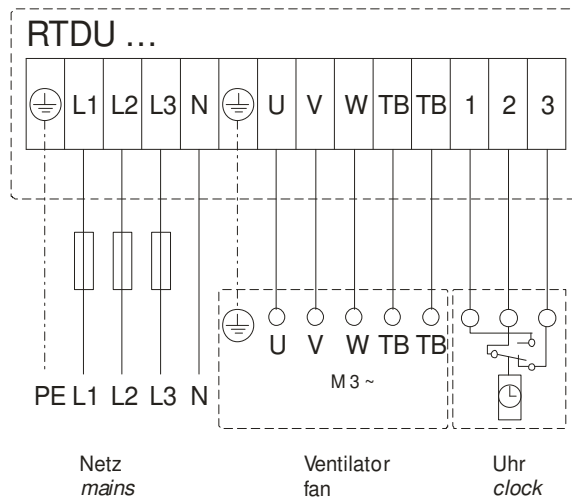 RTDU ...
L1 L2 L3 N U V W TB TB 1 2 3
U V W TB TB
M 3 ~
PE L1 L2 L3 N
Netz Ventilator Uhr
mains fan clock